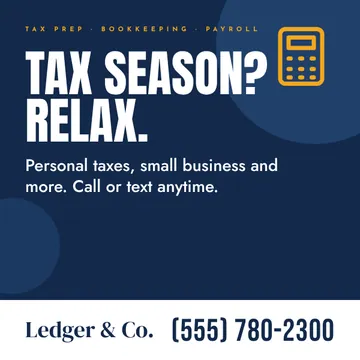 TAX PREP · BOOKKEEPING · PAYROLL
TAX SEASON?
RELAX.
Personal taxes, small business and
more. Call or text anytime.
Ledger & Co. (555) 780-2300